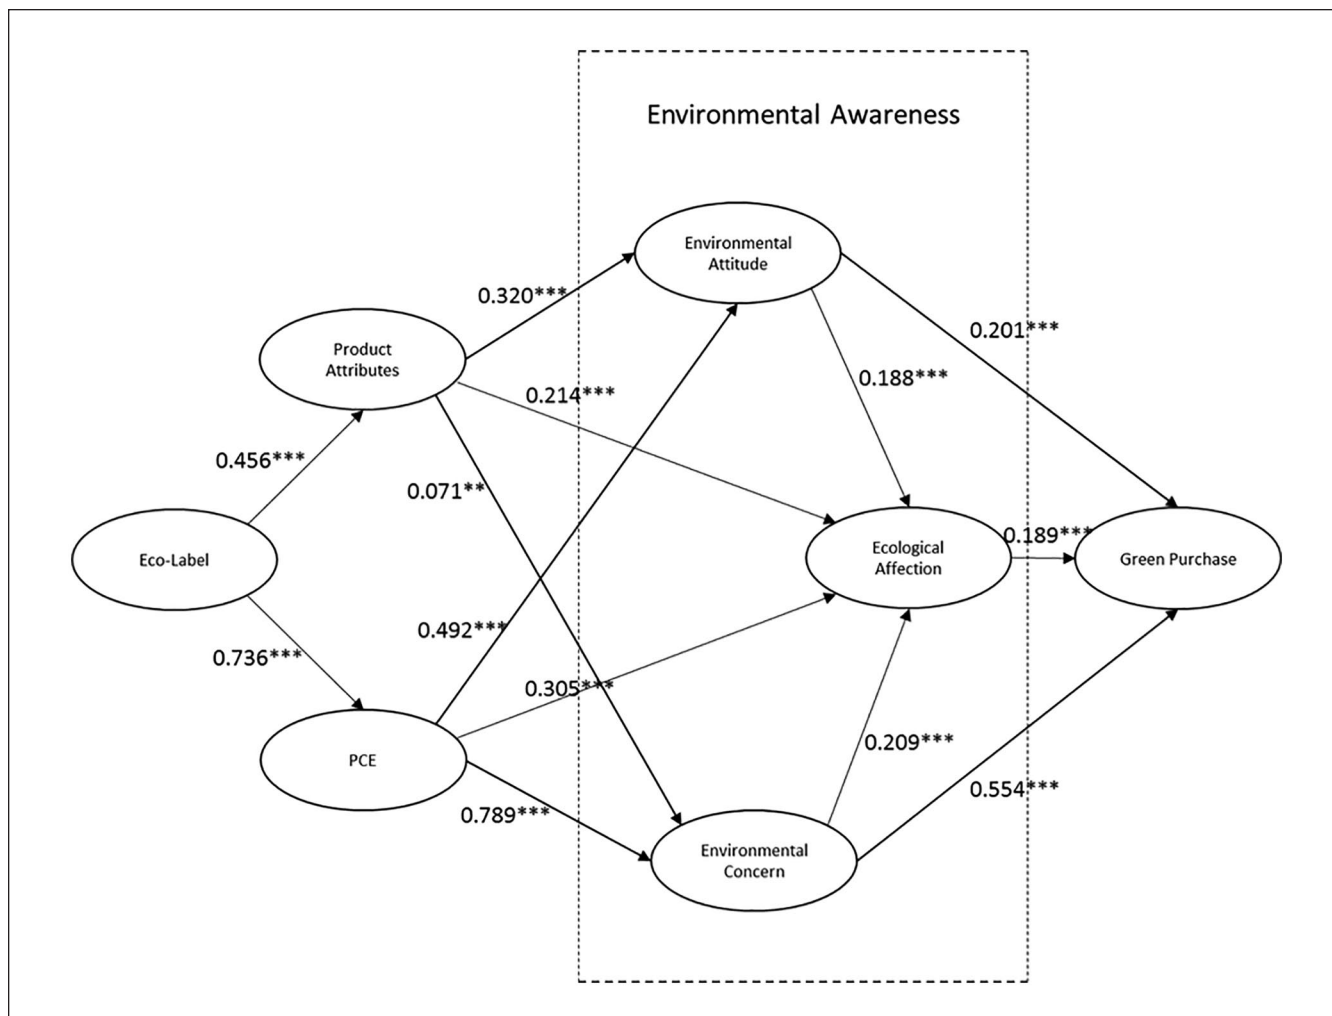 Environmental Awareness
Environmental
Attitude
0.320***
0.201***
Product
Attributes
0.188***
0.214***
0.456***
0.071**
0.189***
Eco-Label
Ecological
Affection
Green Purchase
0.492***
0.736***
0.305***
0.209***
PCE
0.554***
0.789***
Environmental
Concern